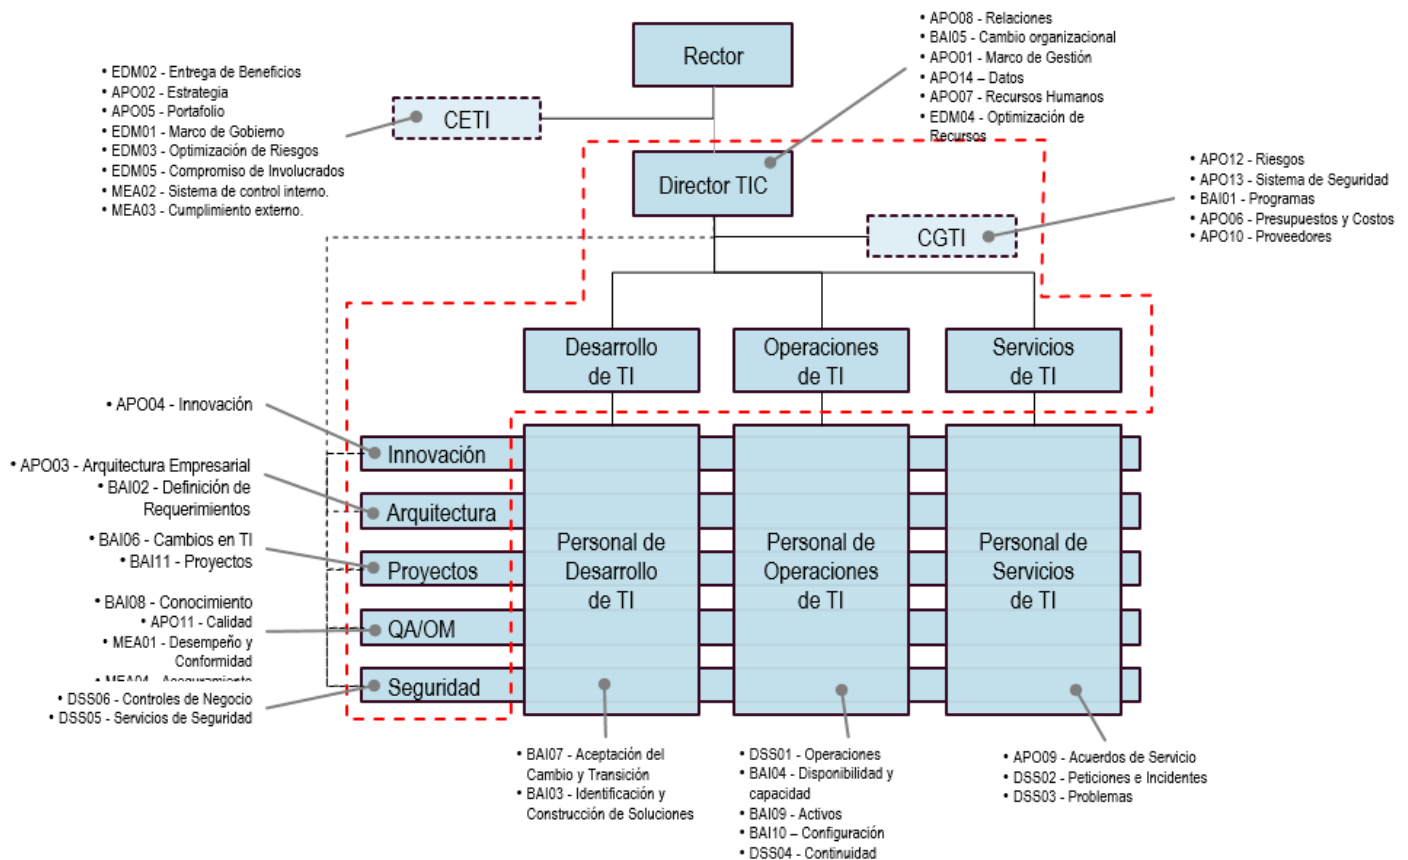 Rector
• APO08 - Relaciones
• BAI05 - Cambio organizacional
• APO01 - Marco de Gestión
• APO14 – Datos
• APO07 - Recursos Humanos
• EDM04 - Optimización de
Recursos
• EDM02 - Entrega de Beneficios
• APO02 - Estrategia
• APO05 - Portafolio
• EDM01 - Marco de Gobierno
• EDM03 - Optimización de Riesgos
• EDM05 - Compromiso de Involucrados
• MEA02 - Sistema de control interno.
• MEA03 - Cumplimiento externo.
CETI
Director TIC
• APO12 - Riesgos
• APO13 - Sistema de Seguridad
• BAI01 - Programas
• APO06 - Presupuestos y Costos
• APO10 - Proveedores
CGTI
Desarrollo
de TI
Operaciones
de TI
Servicios
de TI
• APO04 - Innovación
Innovación
• APO03 - Arquitectura Empresarial
• BAI02 - Definición de
Requerimientos
Arquitectura
• BAI06 - Cambios en TI
• BAI11 - Proyectos
Proyectos
• BAI08 - Conocimiento
• APO11 - Calidad
• MEA01 - Desempeño y
Conformidad
• MEA04 - Aseguramiento
QA/OM
• DSS06 - Controles de Negocio
• DSS05 - Servicios de Seguridad
Seguridad
Personal de
Desarrollo
de TI
Personal de
Operaciones
de TI
Personal de
Servicios
de TI
• BAI07 - Aceptación del
Cambio y Transición
• BAI03 - Identificación y
Construcción de Soluciones
• DSS01 - Operaciones
• BAI04 - Disponibilidad y
capacidad
• BAI09 - Activos
• BAI10 – Configuración
• DSS04 - Continuidad
• APO09 - Acuerdos de Servicio
• DSS02 - Peticiones e Incidentes
• DSS03 - Problemas